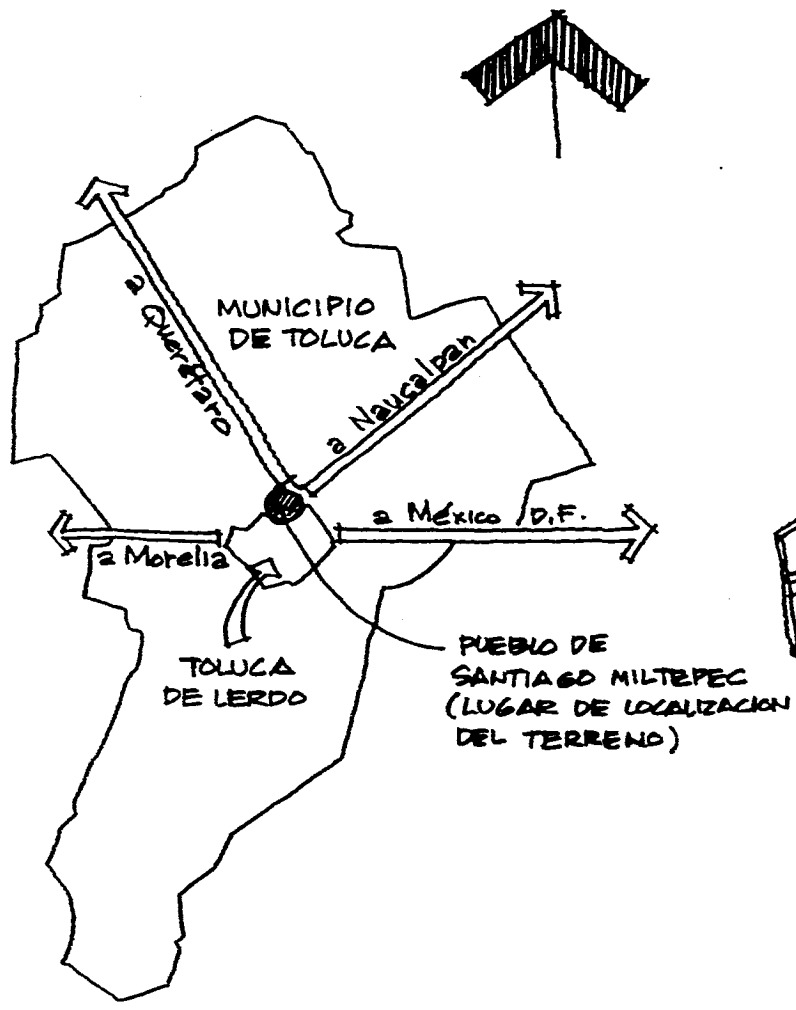 MUNICIPIO
DE TOLUCA
a Querétaro
a Naucalpan
a México D.F.
a Morelia
TOLUCA
DE LERDO
PUEBLO DE
SANTIAGO MILTEPEC
(LUGAR DE LOCALIZACION
DEL TERRENO)